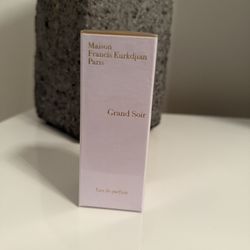 Maison
Francis Kurkdjian
Paris
Grand Soir
Eau de parfum